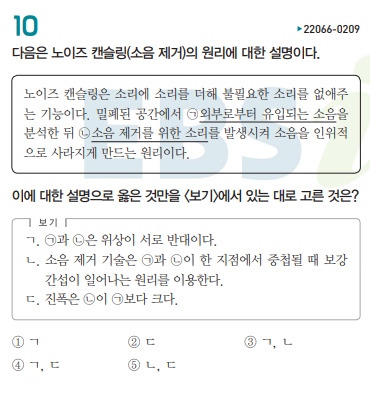 10
▶22066-0209
다음은 노이즈 캔슬링(소음 제거)의 원리에 대한 설명이다.
노이즈 캔슬링은 소리에 소리를 더해 불필요한 소리를 없애주
는 기능이다. 밀폐된 공간에서 ㉠외부로부터 유입되는 소음을
분석한 뒤 ㉡소음 제거를 위한 소리를 발생시켜 소음을 인위적
으로 사라지게 만드는 원리이다.
이에 대한 설명으로 옳은 것만을 〈보기〉에서 있는 대로 고른 것은?
보기
ㄱ. ㉠과 ㉡은 위상이 서로 반대이다.
ㄴ. 소음 제거 기술은 ㉠과 ㉡이 한 지점에서 중첩될 때 보강
간섭이 일어나는 원리를 이용한다.
ㄷ. 진폭은 ㉡이 ㉠보다 크다.
① ㄱ ② ㄷ ③ ㄱ, ㄴ
④ ㄱ, ㄷ ⑤ ㄴ, ㄷ
EBSi